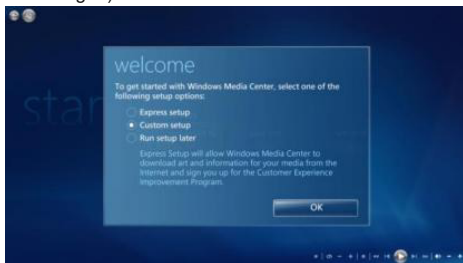 welcome
To get started with Windows Media Center, select one of the
following setup options:
Express setup
Custom setup
Run setup later
Express Setup will allow Windows Media Center to
download art and information for your media from the
Internet and sign you up for the Customer Experience
Improvement Program.
OK